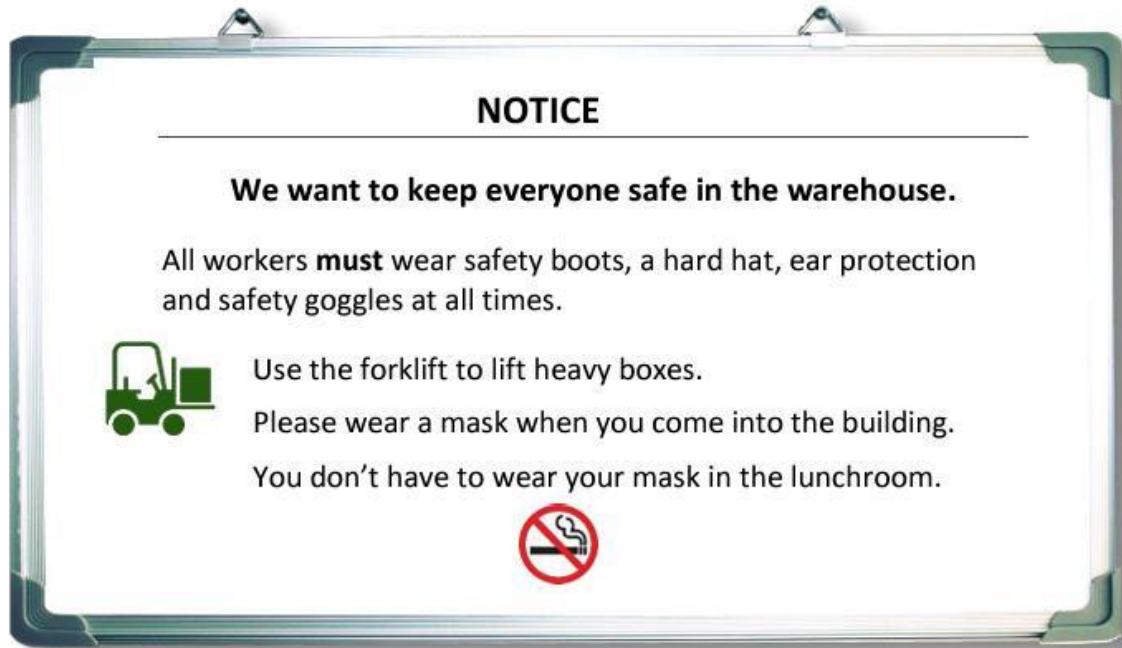 NOTICE
We want to keep everyone safe in the warehouse.
All workers must wear safety boots, a hard hat, ear protection
and safety goggles at all times.
Use the forklift to lift heavy boxes.
Please wear a mask when you come into the building.
You don’t have to wear your mask in the lunchroom.